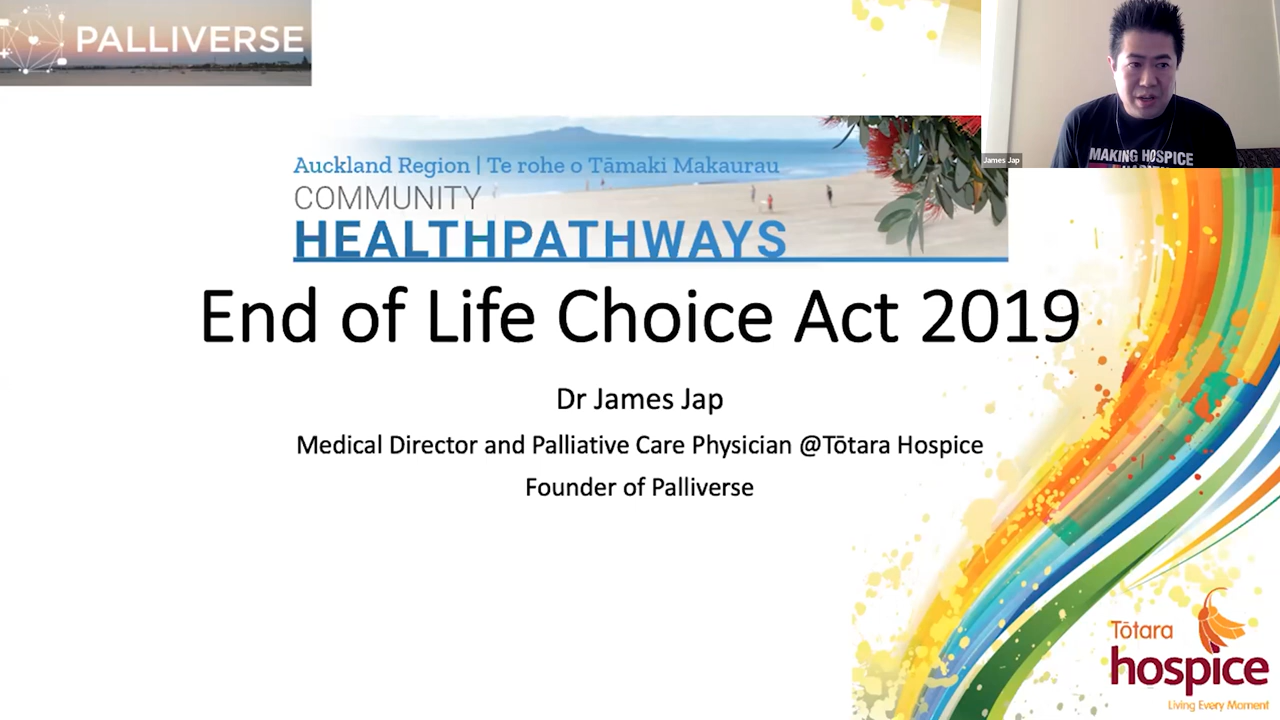 PALLIVERSE
James Jap
MAKING HOSPICE
Auckland Region | Te rohe o Tāmaki Makaurau
COMMUNITY
HEALTHPATHWAYS
End of Life Choice Act 2019
Dr James Jap
Medical Director and Palliative Care Physician @Tōtara Hospice
Founder of Palliverse
Tōtara
hospice
Living Every Moment